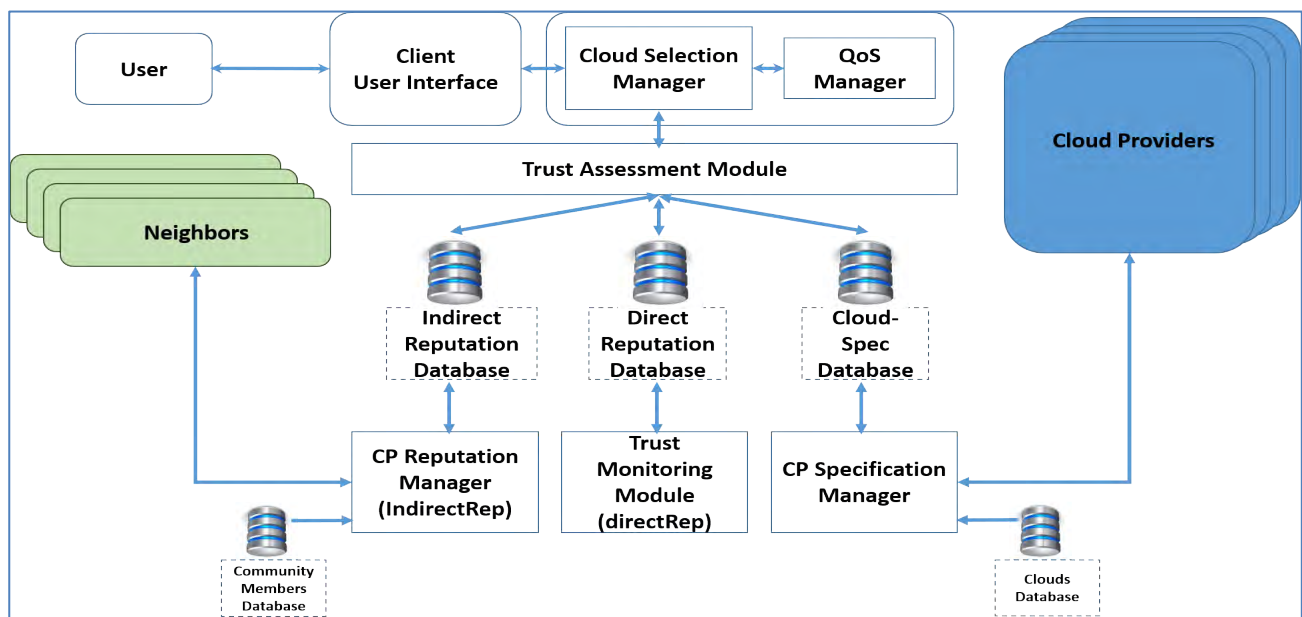 User
Client
User Interface
Cloud Selection
Manager
QoS
Manager
Cloud Providers
Trust Assessment Module
Neighbors
Indirect
Reputation
Database
Direct
Reputation
Database
Cloud-
Spec
Database
CP Reputation
Manager
(IndirectRep)
Trust
Monitoring
Module
(directRep)
CP Specification
Manager
Community
Members
Database
Clouds
Database